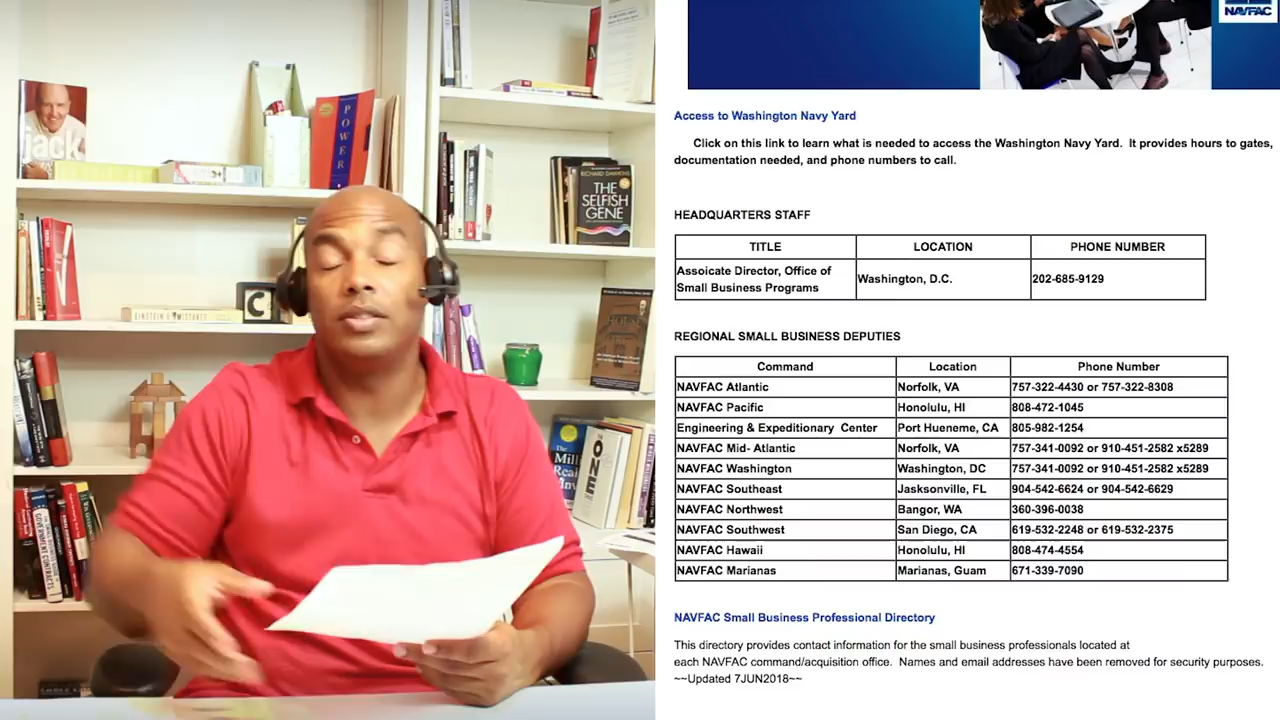 jack
POWER
RICHARD DAWKINS
THE
SELFISH
GENE
EINSTEIN'S MISTAKES
C
ONE
GOVERNMENT CONTRACTS
NAVFAC
Access to Washington Navy Yard
Click on this link to learn what is needed to access the Washington Navy Yard. It provides hours to gates,
documentation needed, and phone numbers to call.
HEADQUARTERS STAFF
TITLE LOCATION PHONE NUMBER
Assoicate Director, Office of
Small Business Programs Washington, D.C. 202-685-9129
REGIONAL SMALL BUSINESS DEPUTIES
Command Location Phone Number
NAVFAC Atlantic Norfolk, VA 757-322-4430 or 757-322-8308
NAVFAC Pacific Honolulu, HI 808-472-1045
Engineering & Expeditionary Center Port Hueneme, CA 805-982-1254
NAVFAC Mid- Atlantic Norfolk, VA 757-341-0092 or 910-451-2582 x5289
NAVFAC Washington Washington, DC 757-341-0092 or 910-451-2582 x5289
NAVFAC Southeast Jasksonville, FL 904-542-6624 or 904-542-6629
NAVFAC Northwest Bangor, WA 360-396-0038
NAVFAC Southwest San Diego, CA 619-532-2248 or 619-532-2375
NAVFAC Hawaii Honolulu, HI 808-474-4554
NAVFAC Marianas Marianas, Guam 671-339-7090
NAVFAC Small Business Professional Directory
This directory provides contact information for the small business professionals located at
each NAVFAC command/acquisition office. Names and email addresses have been removed for security purposes.
~~Updated 7JUN2018~~